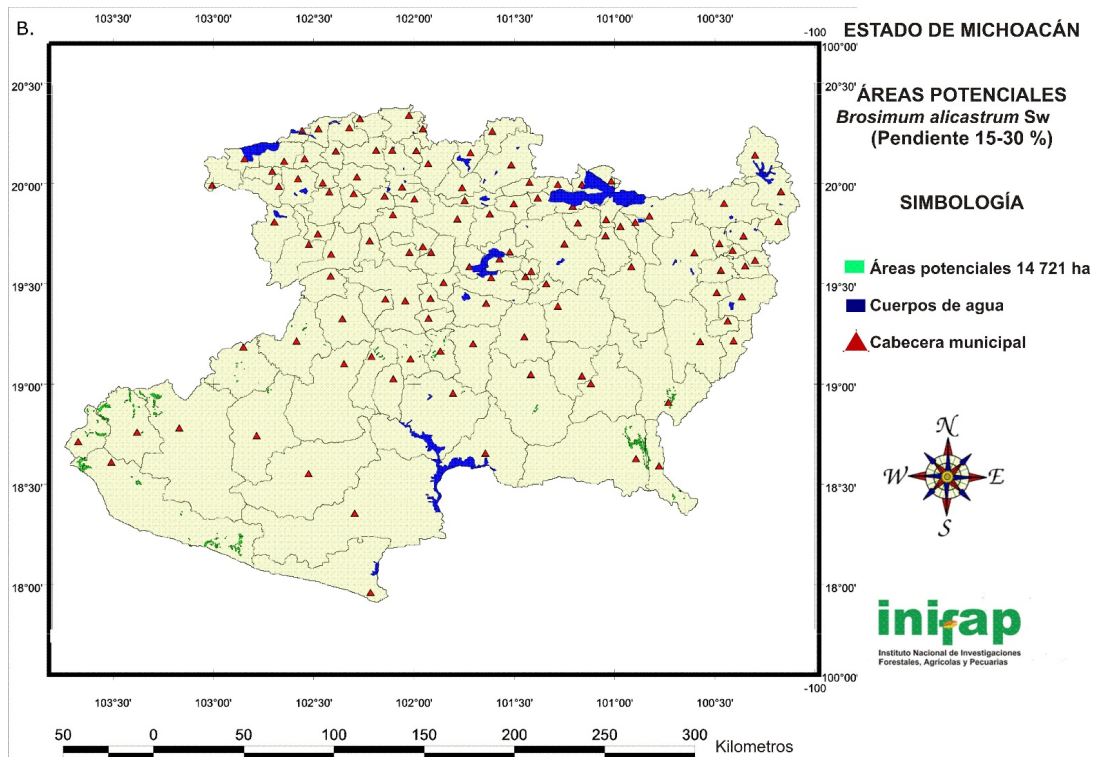 B.
103°30' 103°00' 102°30' 102°00' 101°30' 101°00' 100°30' -100
100°00'
20°30' 20°30'
20°00' 20°00'
19°30' 19°30'
19°00' 19°00'
18°30' 18°30'
18°00' 18°00'
100°00'
103°30' 103°00' 102°30' 102°00' 101°30' 101°00' 100°30' -100
50 0 50 100 150 200 250 300 Kilometros
ESTADO DE MICHOACÁN
ÁREAS POTENCIALES
Brosimum alicastrum Sw
(Pendiente 15-30 %)
SIMBOLOGÍA
Áreas potenciales 14 721 ha
Cuerpos de agua
Cabecera municipal
N
W E
S
inifap
Instituto Nacional de Investigaciones
Forestales, Agrícolas y Pecuarias